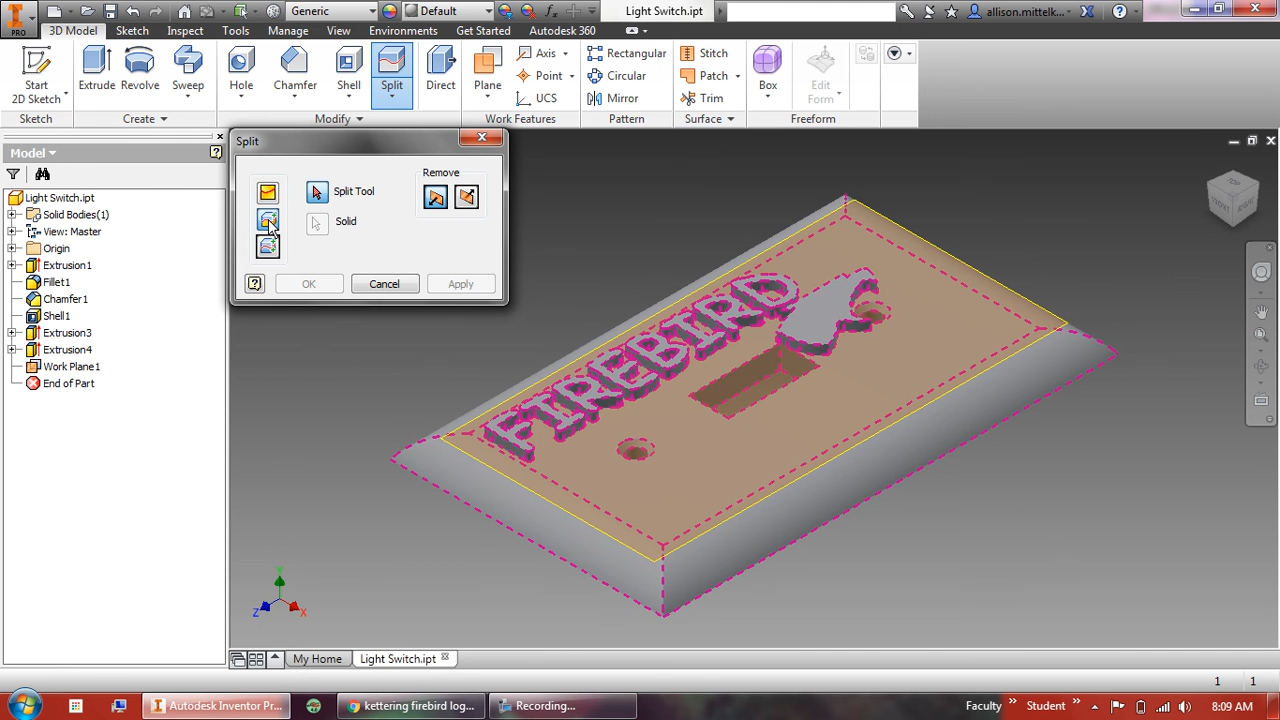 Generic
Default
Light Switch.ipt
allison.mittelk...
PRO
3D Model
Sketch
Inspect
Tools
Manage
View
Environments
Get Started
Autodesk 360
Start
2D Sketch
Extrude
Revolve
Sweep
Hole
Chamfer
Shell
Split
Direct
Plane
Axis
Point
UCS
Rectangular
Circular
Mirror
Stitch
Patch
Trim
Box
Edit
Form
Sketch
Create
Modify
Work Features
Pattern
Surface
Freeform
Model
Light Switch.ipt
Solid Bodies(1)
View: Master
Origin
Extrusion1
Fillet1
Chamfer1
Shell1
Extrusion3
Extrusion4
Work Plane1
End of Part
Split
Split Tool
Solid
Remove
OK
Cancel
Apply
FIREBIRD
FRONT
RIGHT
Y
Z
X
My Home
Light Switch.ipt
1 1
Autodesk Inventor Pr...
kettering firebird log...
Recording...
Faculty
Student
8:09 AM